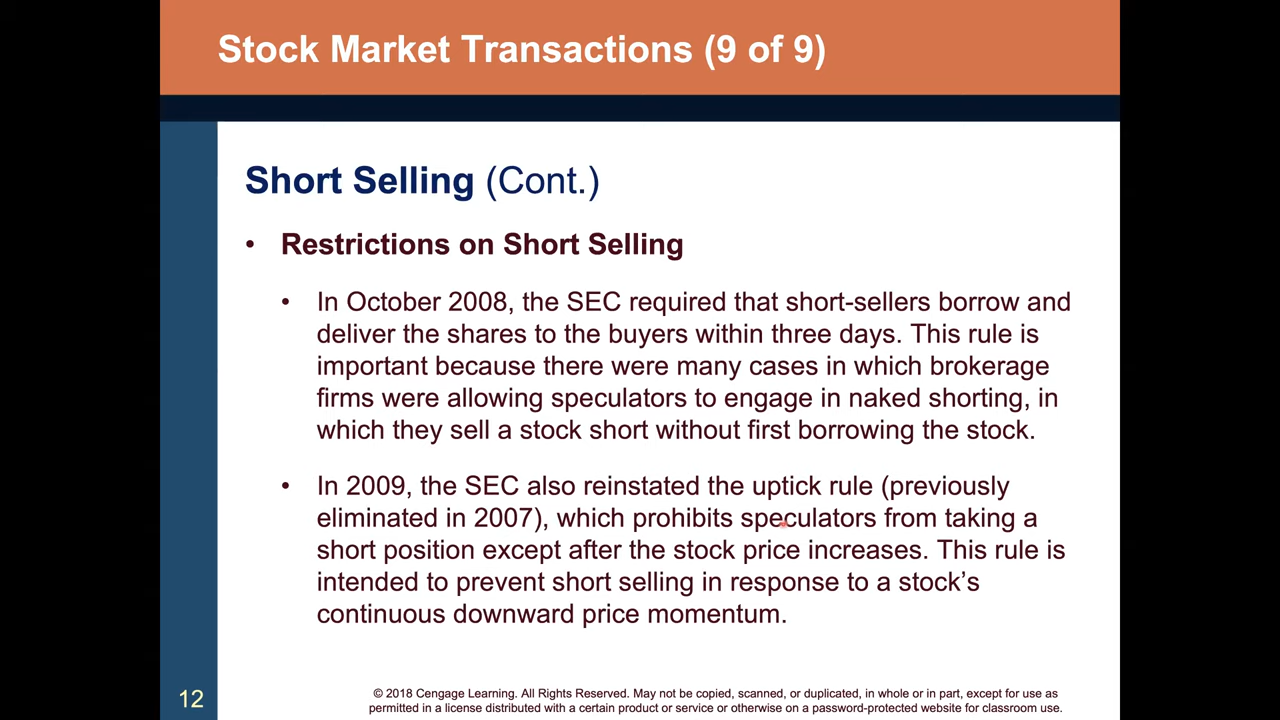 Stock Market Transactions (9 of 9)
Short Selling (Cont.)
• Restrictions on Short Selling
• In October 2008, the SEC required that short-sellers borrow and
deliver the shares to the buyers within three days. This rule is
important because there were many cases in which brokerage
firms were allowing speculators to engage in naked shorting, in
which they sell a stock short without first borrowing the stock.
• In 2009, the SEC also reinstated the uptick rule (previously
eliminated in 2007), which prohibits speculators from taking a
short position except after the stock price increases. This rule is
intended to prevent short selling in response to a stock’s
continuous downward price momentum.
12
© 2018 Cengage Learning. All Rights Reserved. May not be copied, scanned, or duplicated, in whole or in part, except for use as
permitted in a license distributed with a certain product or service or otherwise on a password-protected website for classroom use.